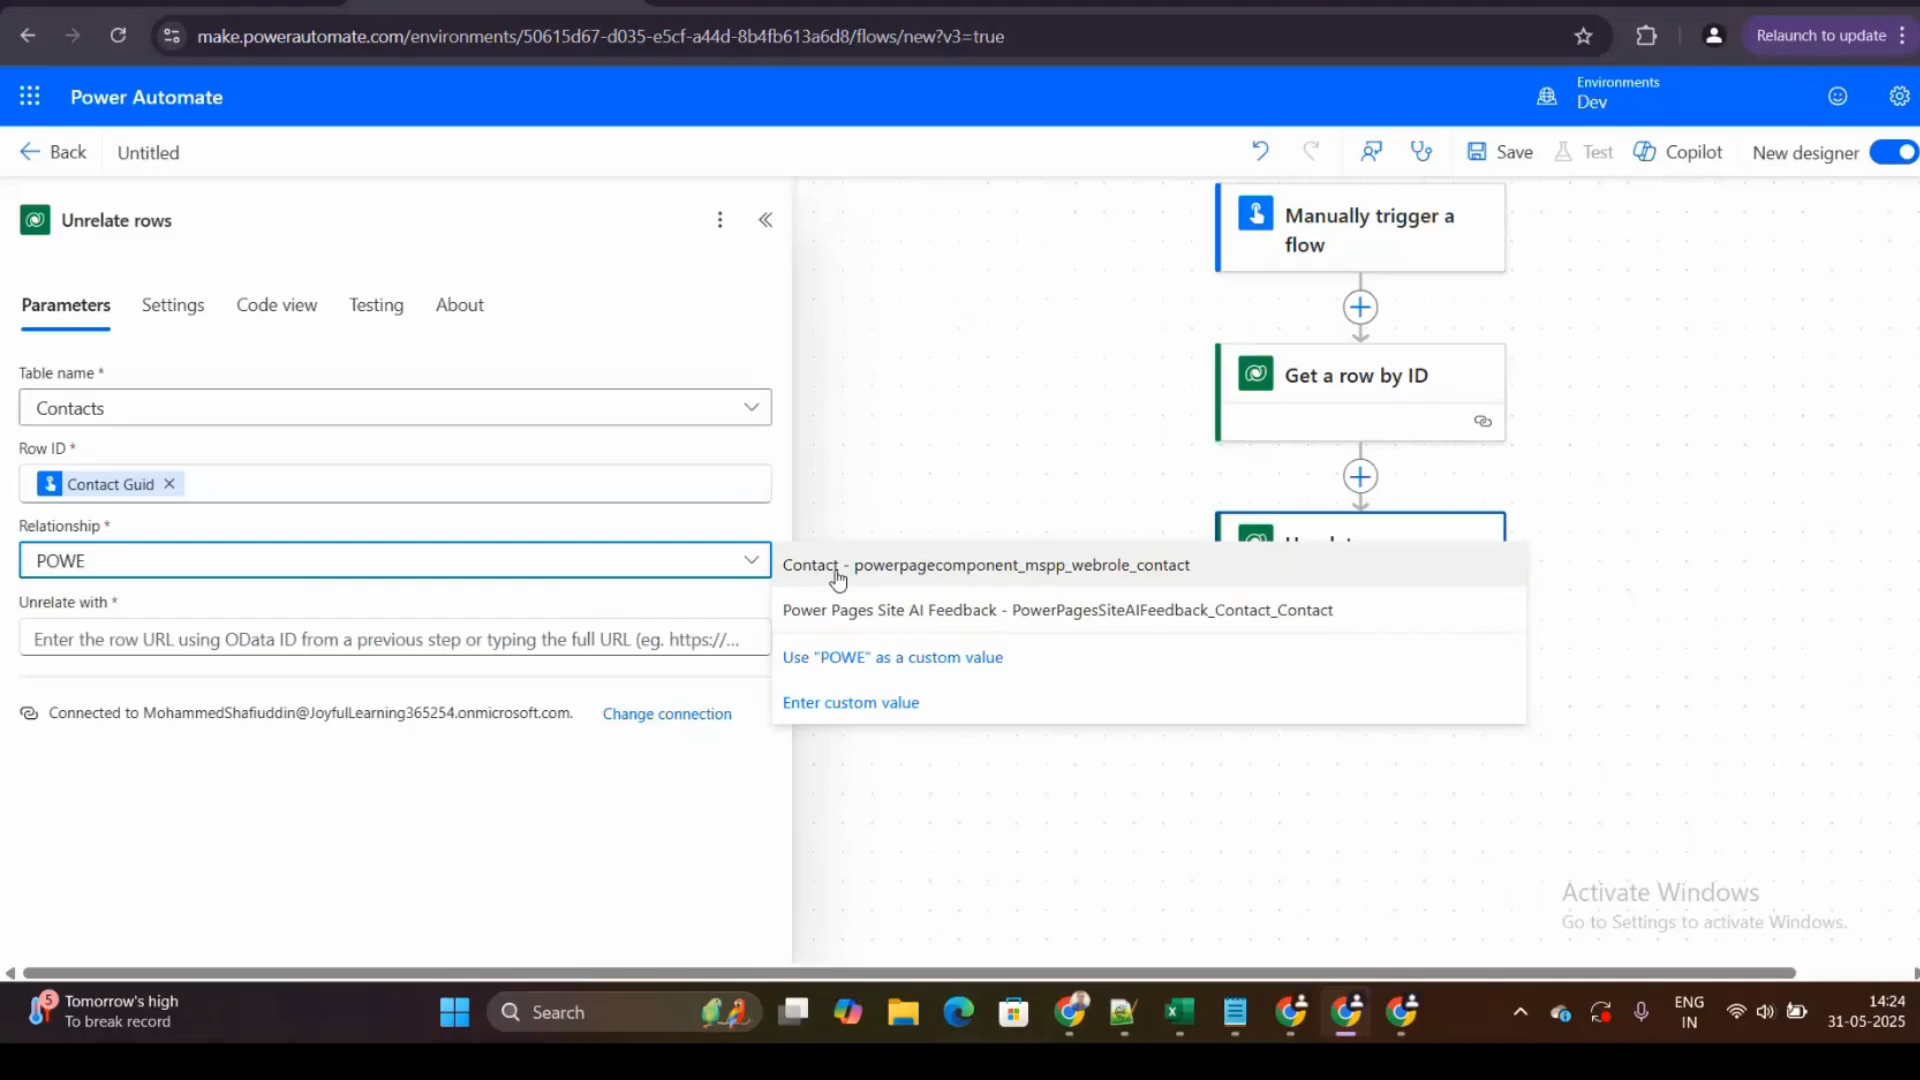 make.powerautomate.com/environments/50615d67-d035-e5cf-a44d-8b4fb613a6d8/flows/new?v3=true
Relaunch to update
Power Automate
Environments
Dev
Back
Untitled
Save
Test
Copilot
New designer
Unrelate rows
Parameters
Settings
Code view
Testing
About
Table name *
Contacts
Row ID *
Contact Guid
Relationship *
POWE
Unrelate with *
Enter the row URL using OData ID from a previous step or typing the full URL (eg. https://...
Connected to MohammedShafiuddin@JoyfulLearning365254.onmicrosoft.com.
Change connection
Manually trigger a
flow
Get a row by ID
Contact - powerpagecomponent_mspp_webrole_contact
Power Pages Site AI Feedback - PowerPagesSiteAIFeedback_Contact_Contact
Use "POWE" as a custom value
Enter custom value
Activate Windows
Go to Settings to activate Windows.
5
Tomorrow's high
To break record
Search
ENG
IN
14:24
31-05-2025